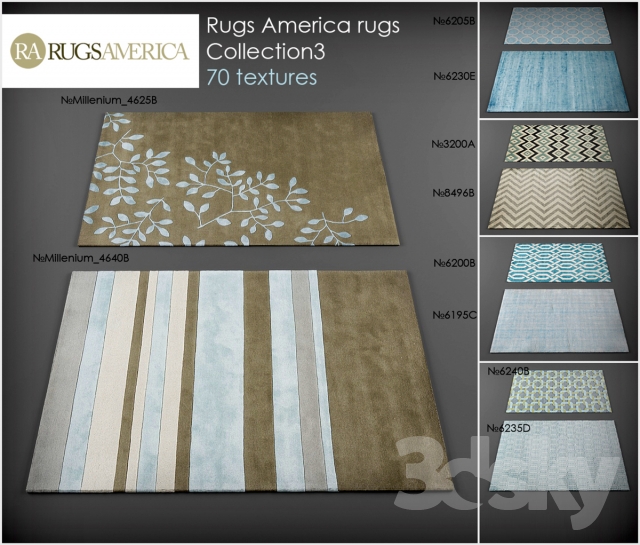 RA RUGSAMERICA
Rugs America rugs
Collection3
70 textures
№Millenium_4625B
№Millenium_4640B
№6205B
№6230E
№3200A
№8496B
№6200B
№6195C
№6240B
№6235D
3dsky